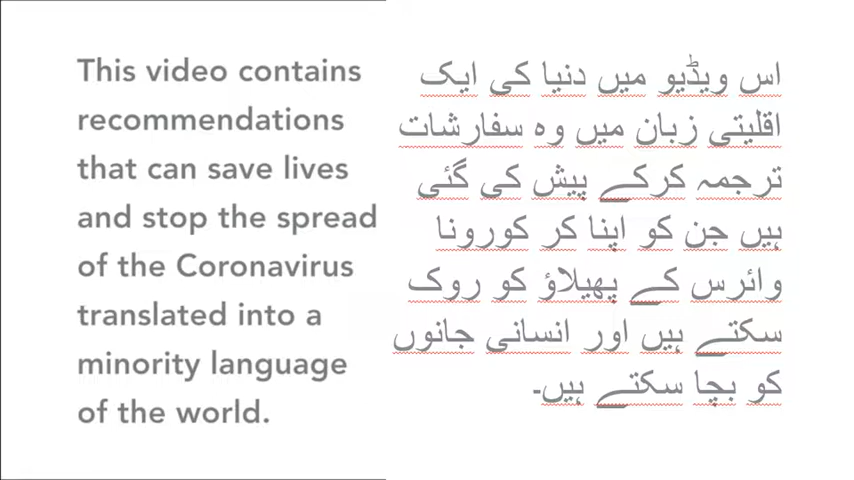 This video contains
recommendations
that can save lives
and stop the spread
of the Coronavirus
translated into a
minority language
of the world.
اس ویڈیو میں دنیا کی ایک
اقلیتی زبان میں وہ سفارشات
ترجمہ کرکے پیش کی گئی
ہیں جن کو اپنا کر کورونا
وائرس کے پھیلاؤ کو روک
سکتے ہیں اور انسانی جانوں
کو بچا سکتے ہیں۔